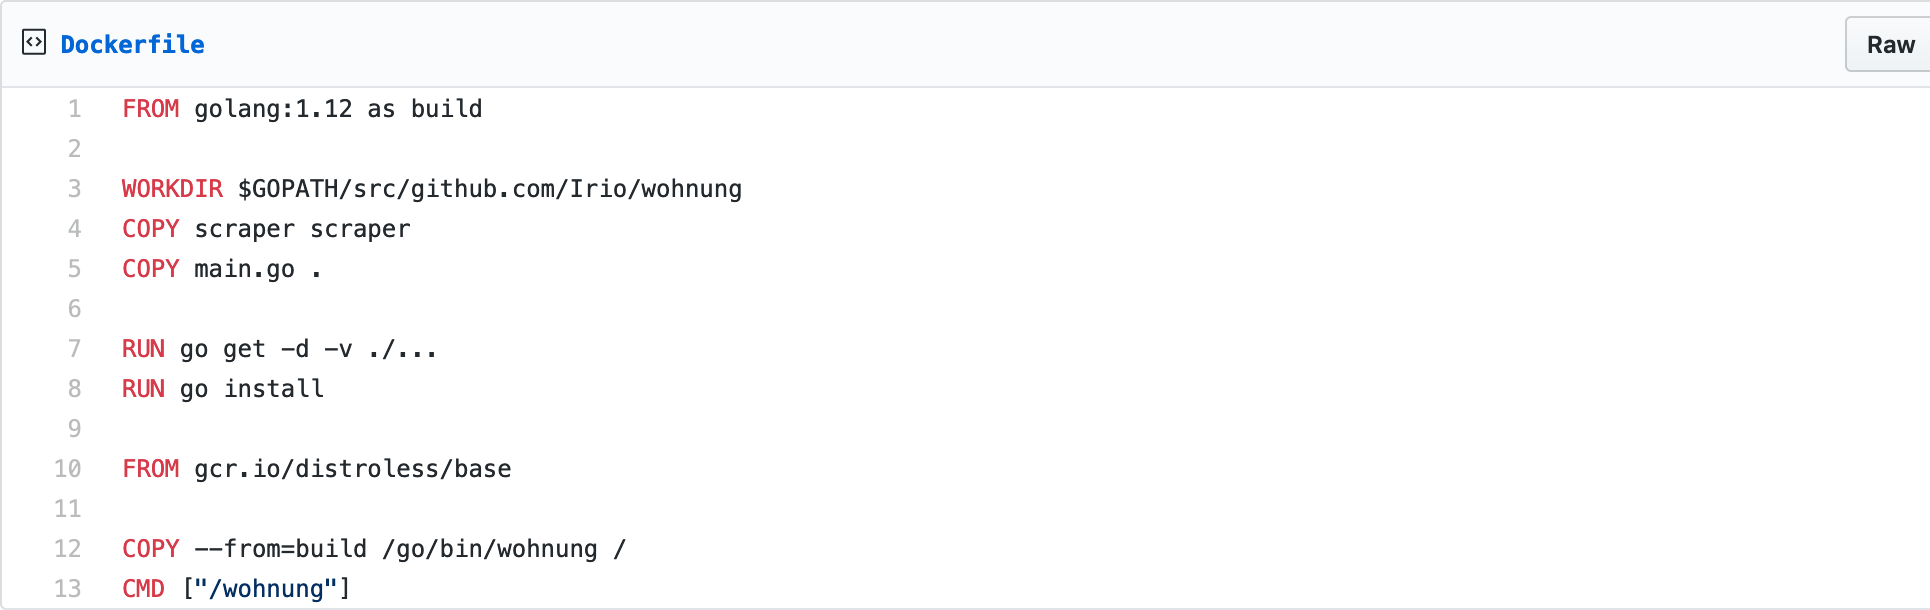 Dockerfile
Raw
1 FROM golang:1.12 as build
2
3 WORKDIR $GOPATH/src/github.com/Irio/wohnung
4 COPY scraper scraper
5 COPY main.go .
6
7 RUN go get -d -v ./...
8 RUN go install
9
10 FROM gcr.io/distroless/base
11
12 COPY --from=build /go/bin/wohnung /
13 CMD ["/wohnung"]